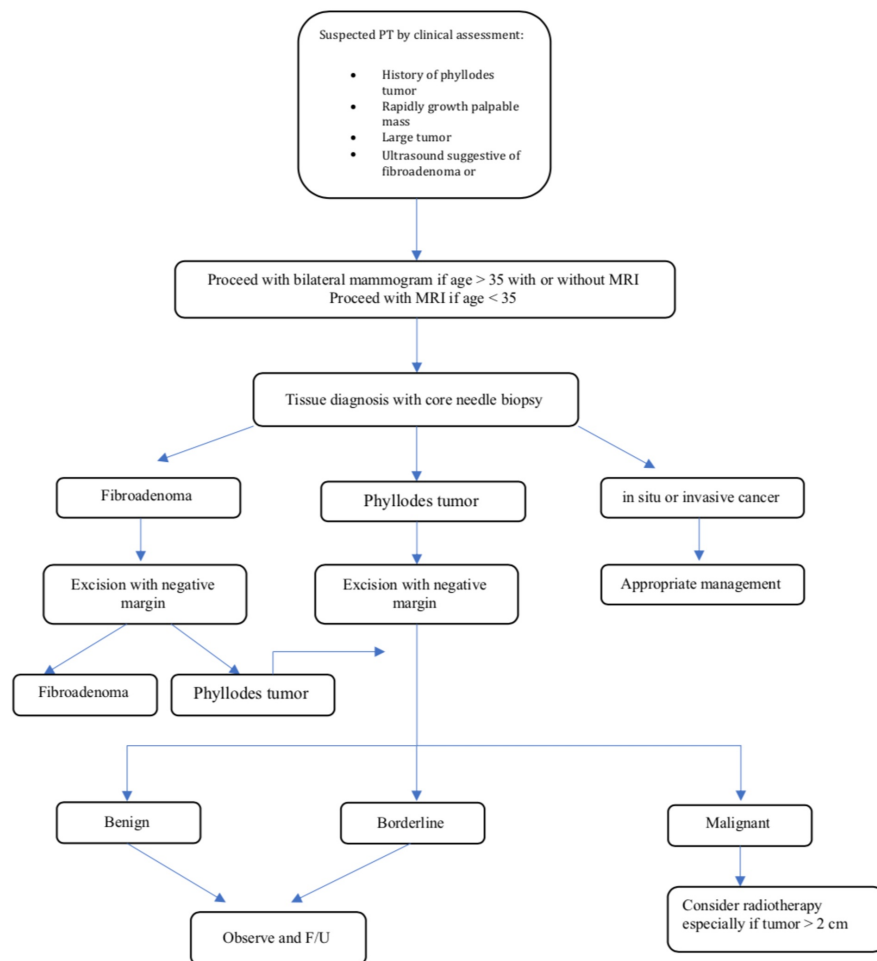 Suspected PT by clinical assessment:
• History of phyllodes
tumor
• Rapidly growth palpable
mass
• Large tumor
• Ultrasound suggestive of
fibroadenoma or
Proceed with bilateral mammogram if age > 35 with or without MRI
Proceed with MRI if age < 35
Tissue diagnosis with core needle biopsy
Fibroadenoma
Phyllodes tumor
in situ or invasive cancer
Excision with negative
margin
Excision with negative
margin
Appropriate management
Fibroadenoma
Phyllodes tumor
Benign
Borderline
Malignant
Observe and F/U
Consider radiotherapy
especially if tumor > 2 cm